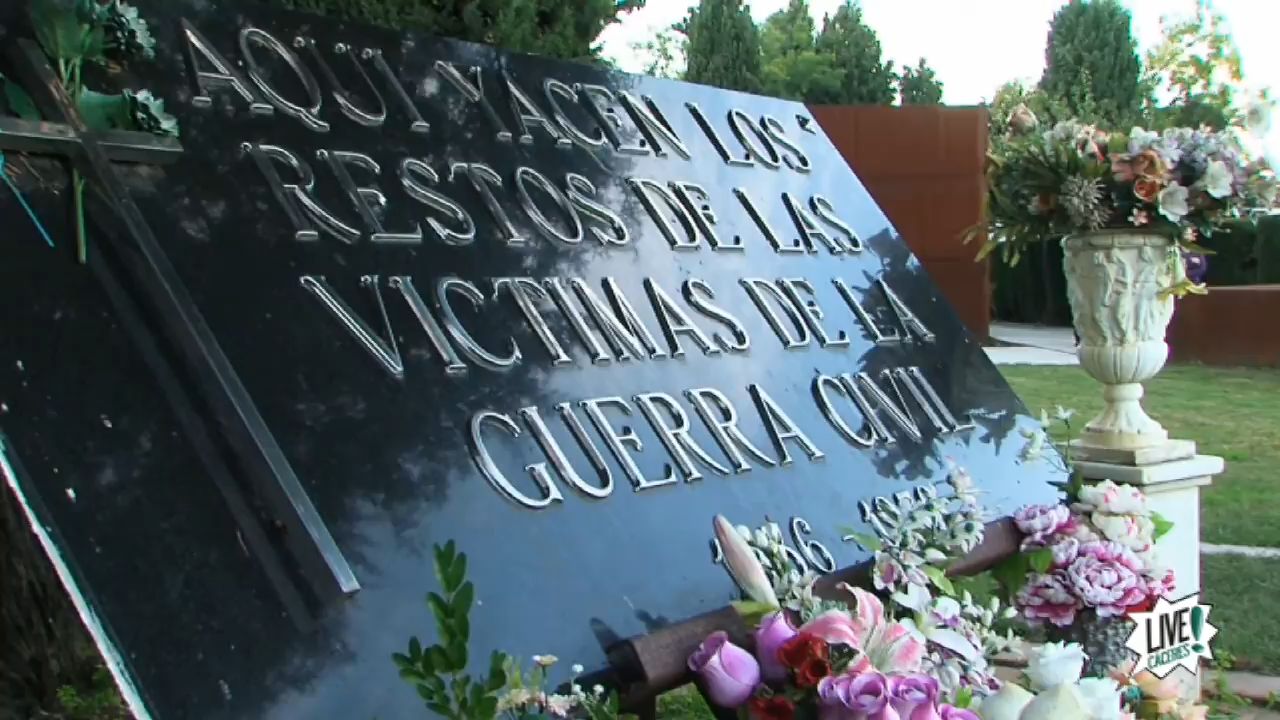 AQUI YACEN LOS
RESTOS DE LAS
VICTIMAS DE LA
GUERRA CIVIL
LIVE!
CACERES!